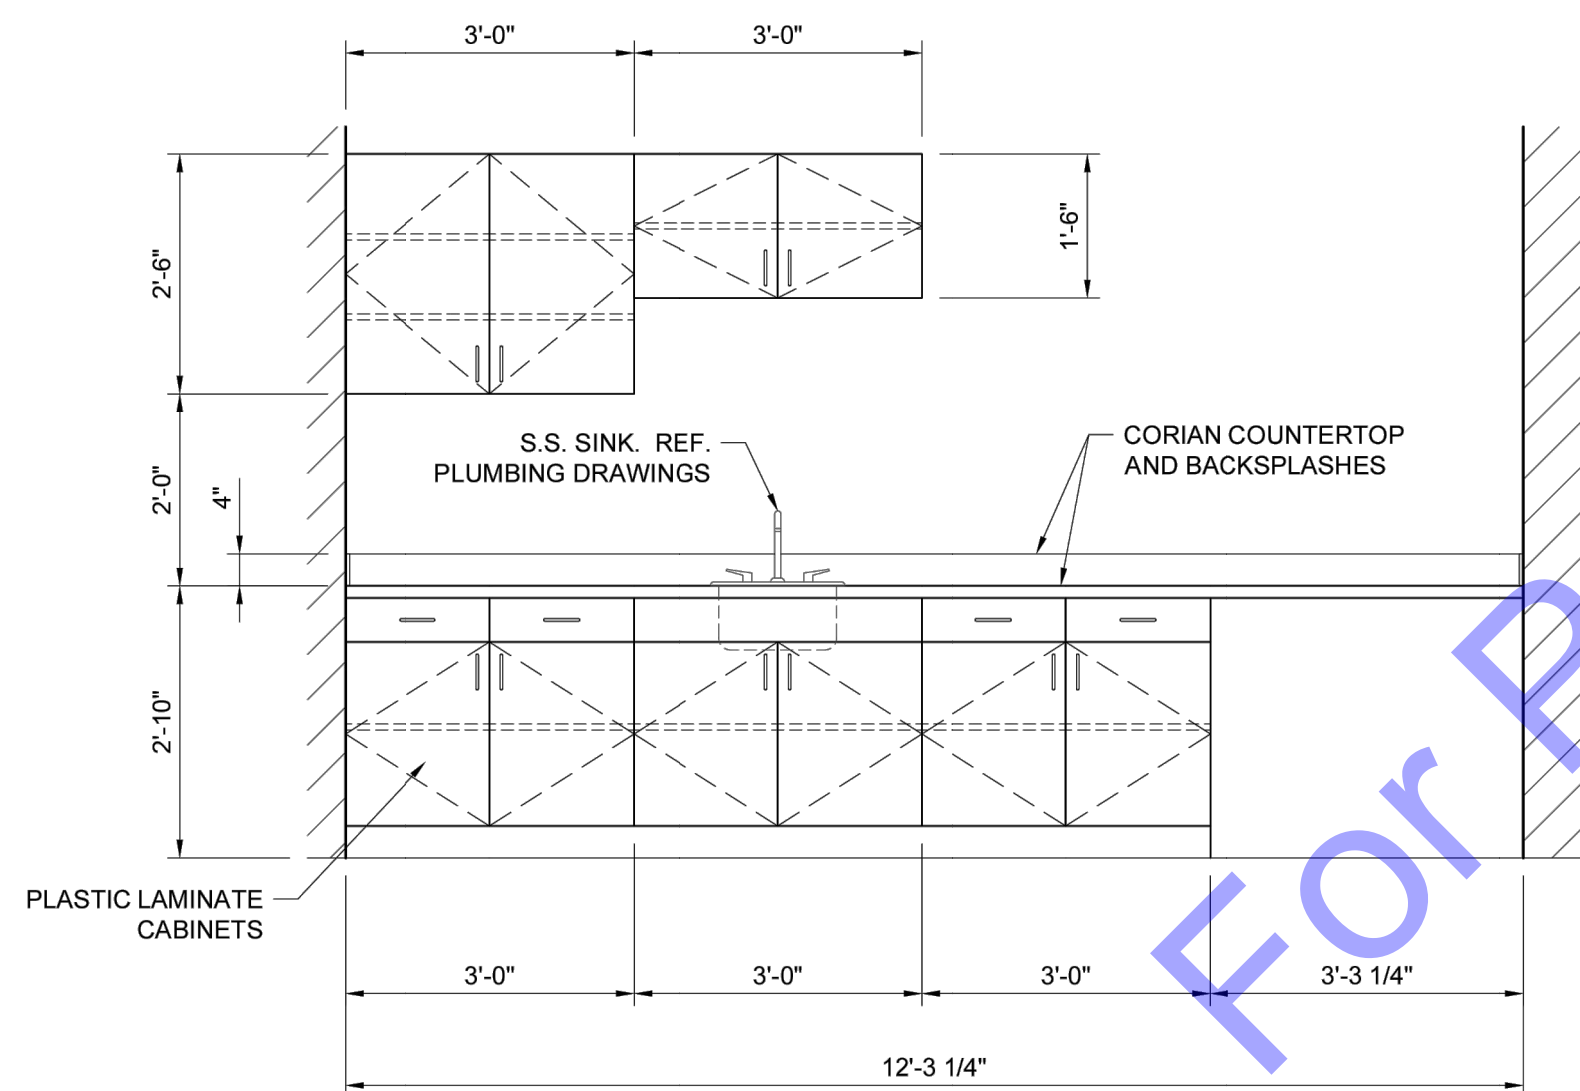 3'-0" 3'-0"
2'-6"
1'-6"
S.S. SINK. REF.
PLUMBING DRAWINGS
CORIAN COUNTERTOP
AND BACKSPLASHES
2'-0"
4"
2'-10"
PLASTIC LAMINATE
CABINETS
3'-0" 3'-0" 3'-0" 3'-3 1/4"
12'-3 1/4"
For P